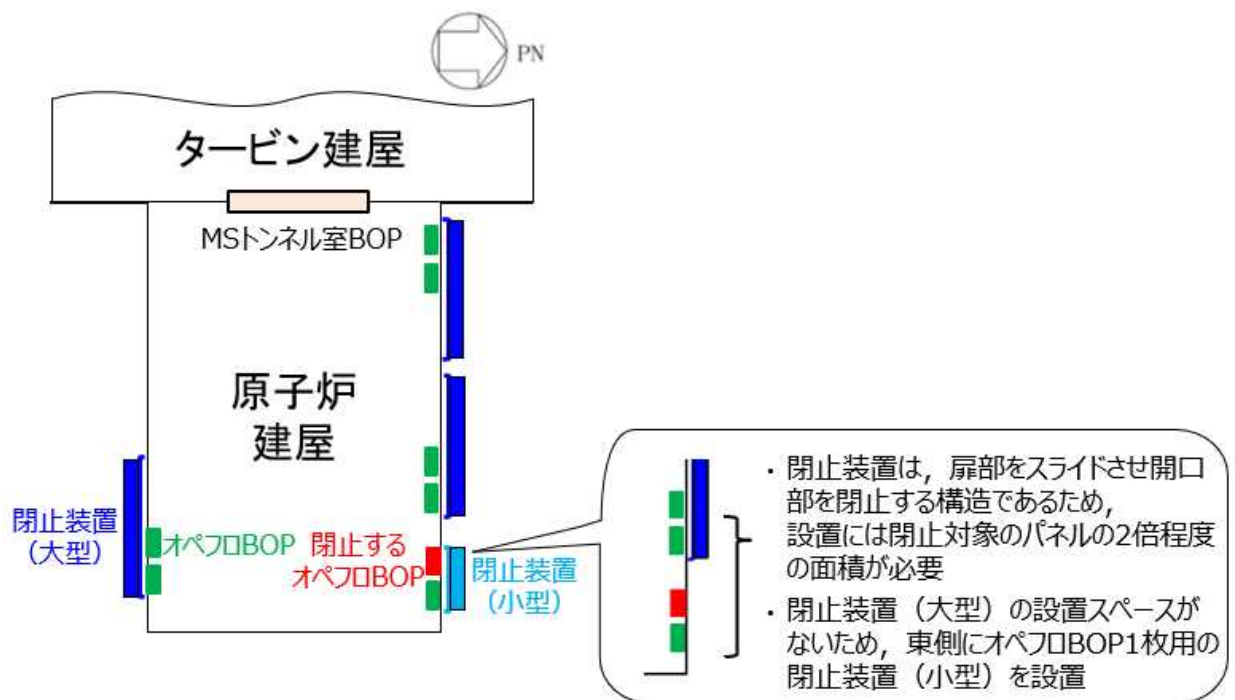 PN
タービン建屋
MSトンネル室BOP
原子炉
建屋
閉止装置
（大型）
オペフロBOP
閉止する
オペフロBOP
閉止装置
（小型）
・閉止装置は，扉部をスライドさせ開口
部を閉止する構造であるため，
設置には閉止対象のパネルの2倍程度
の面積が必要
・閉止装置（大型）の設置スペースが
ないため，東側にオペフロBOP1枚用の
閉止装置（小型）を設置